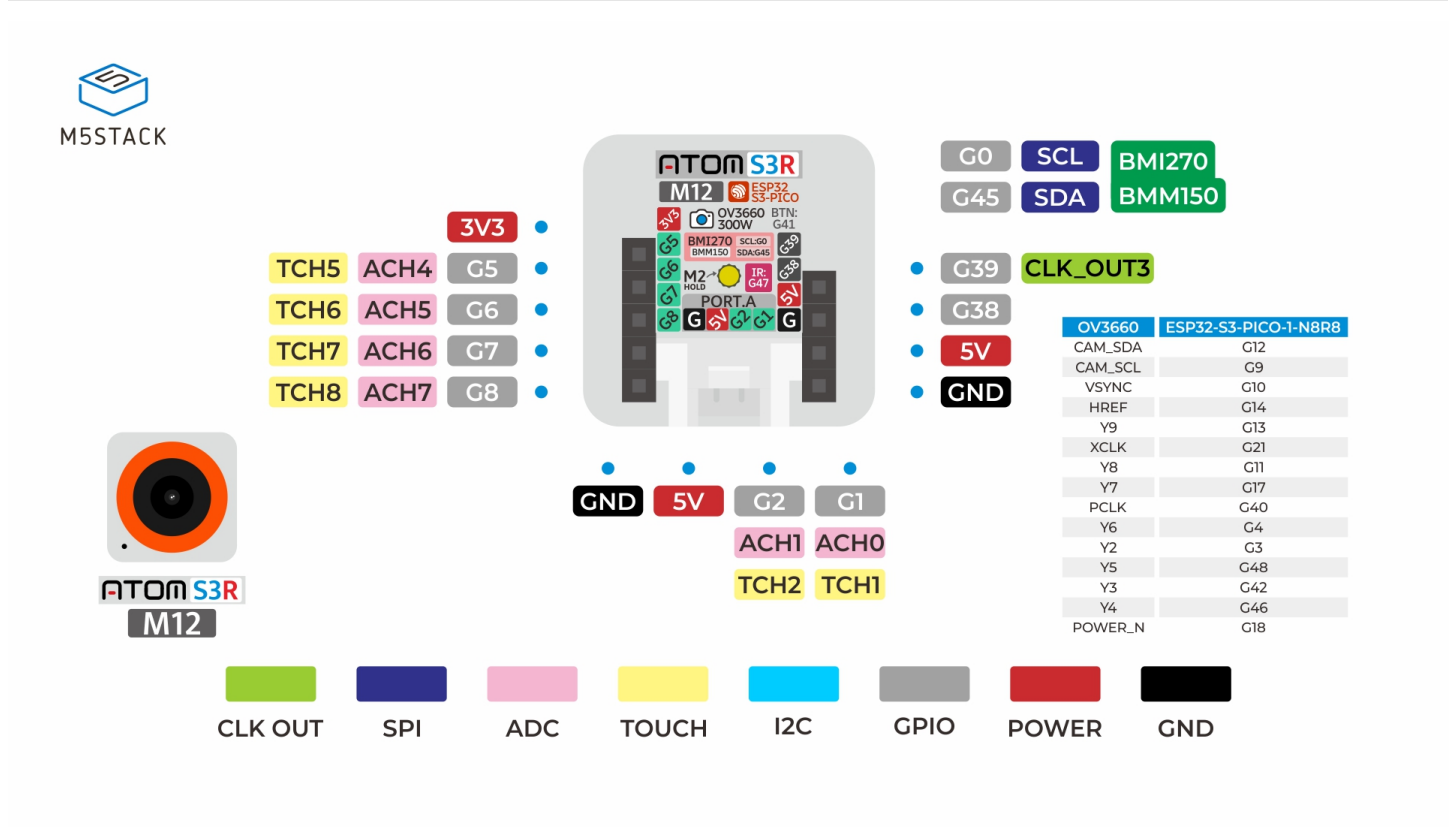 M5STACK
ATOM S3R
M12 ESP32 S3-PICO
3V3 OV3660 300W BTN: G41
G5 BMI270 BMM150 SCL:G0 SDA:G45 G39
G6 M2 HOLD IR: G47 G38
G7 PORT.A 5V
G8 G 5V G2 G1 G
G0 SCL BMI270
G45 SDA BMM150
3V3
TCH5 ACH4 G5
TCH6 ACH5 G6
TCH7 ACH6 G7
TCH8 ACH7 G8
G39 CLK_OUT3
G38
5V
GND
GND 5V G2 G1
ACH1 ACH0
TCH2 TCH1
OV3660 ESP32-S3-PICO-1-N8R8
CAM_SDA G12
CAM_SCL G9
VSYNC G10
HREF G14
Y9 G13
XCLK G21
Y8 G11
Y7 G17
PCLK G40
Y6 G4
Y2 G3
Y5 G48
Y3 G42
Y4 G46
POWER_N G18
ATOM S3R
M12
CLK OUT SPI ADC TOUCH I2C GPIO POWER GND